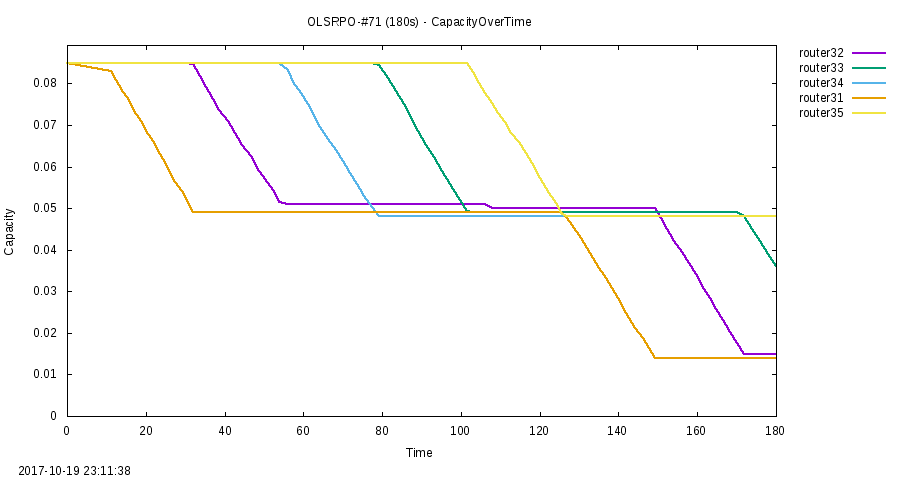 OLSRPO-#71 (180s) - CapacityOverTime
router32
router33
router34
router31
router35
0.08
0.07
0.06
0.05
0.04
0.03
0.02
0.01
0
Capacity
0 20 40 60 80 100 120 140 160 180
Time
2017-10-19 23:11:38